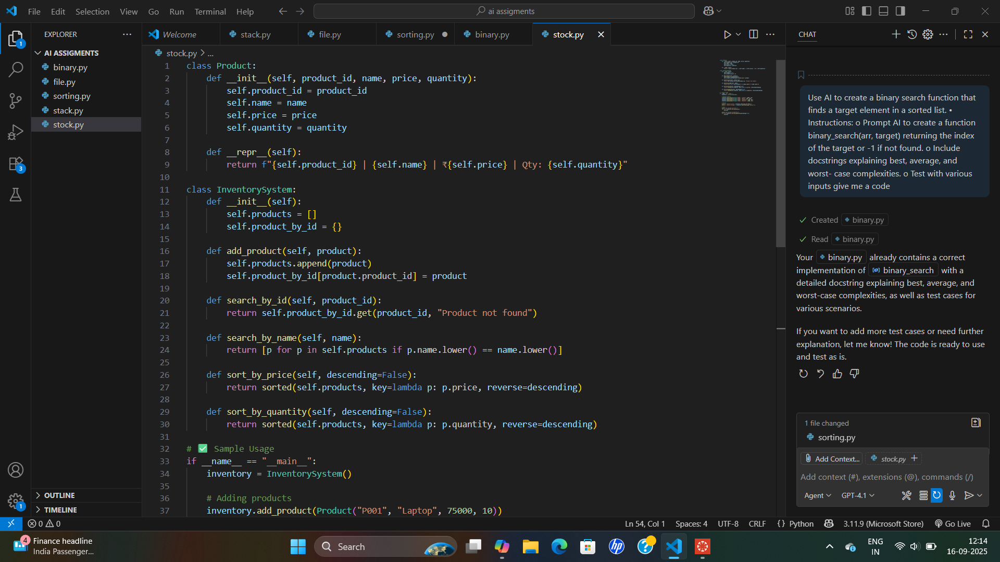 File Edit Selection View Go Run Terminal Help
ai assigments
EXPLORER
AI ASSIGMENTS
binary.py
file.py
sorting.py
stack.py
stock.py
1
3
1
OUTLINE
TIMELINE
Welcome stack.py file.py sorting.py binary.py stock.py
stock.py > ...
1 class Product:
2 def __init__(self, product_id, name, price, quantity):
3 self.product_id = product_id
4 self.name = name
5 self.price = price
6 self.quantity = quantity
7
8 def __repr__(self):
9 return f"{self.product_id} | {self.name} | ₹{self.price} | Qty: {self.quantity}"
10
11 class InventorySystem:
12 def __init__(self):
13 self.products = []
14 self.product_by_id = {}
15
16 def add_product(self, product):
17 self.products.append(product)
18 self.product_by_id[product.product_id] = product
19
20 def search_by_id(self, product_id):
21 return self.product_by_id.get(product_id, "Product not found")
22
23 def search_by_name(self, name):
24 return [p for p in self.products if p.name.lower() == name.lower()]
25
26 def sort_by_price(self, descending=False):
27 return sorted(self.products, key=lambda p: p.price, reverse=descending)
28
29 def sort_by_quantity(self, descending=False):
30 return sorted(self.products, key=lambda p: p.quantity, reverse=descending)
31
32 # ✅ Sample Usage
33 if __name__ == "__main__":
34 inventory = InventorySystem()
35
36 # Adding products
37 inventory.add_product(Product("P001", "Laptop", 75000, 10))
CHAT
Use AI to create a binary search function that
finds a target element in a sorted list. •
Instructions: o Prompt AI to create a function
binary_search(arr, target) returning the index
of the target or -1 if not found. o Include
docstrings explaining best, average, and
worst- case complexities. o Test with various
inputs give me a code
Created binary.py
Read binary.py
Your binary.py already contains a correct
implementation of binary_search with a
detailed docstring explaining best, average, and
worst-case complexities, as well as test cases for
various scenarios.
If you want to add more test cases or need further
explanation, let me know! The code is ready to use
and test as is.
1 file changed
sorting.py
Add Context... stock.py +
Add context (#), extensions (@), commands (/)
Agent GPT-4.1
0 0 Ln 54, Col 1 Spaces: 4 UTF-8 CRLF {} Python 3.11.9 (Microsoft Store) Go Live
4
Finance headline
India Passenger...
Search
hp
ENG
IN
12:14
16-09-2025